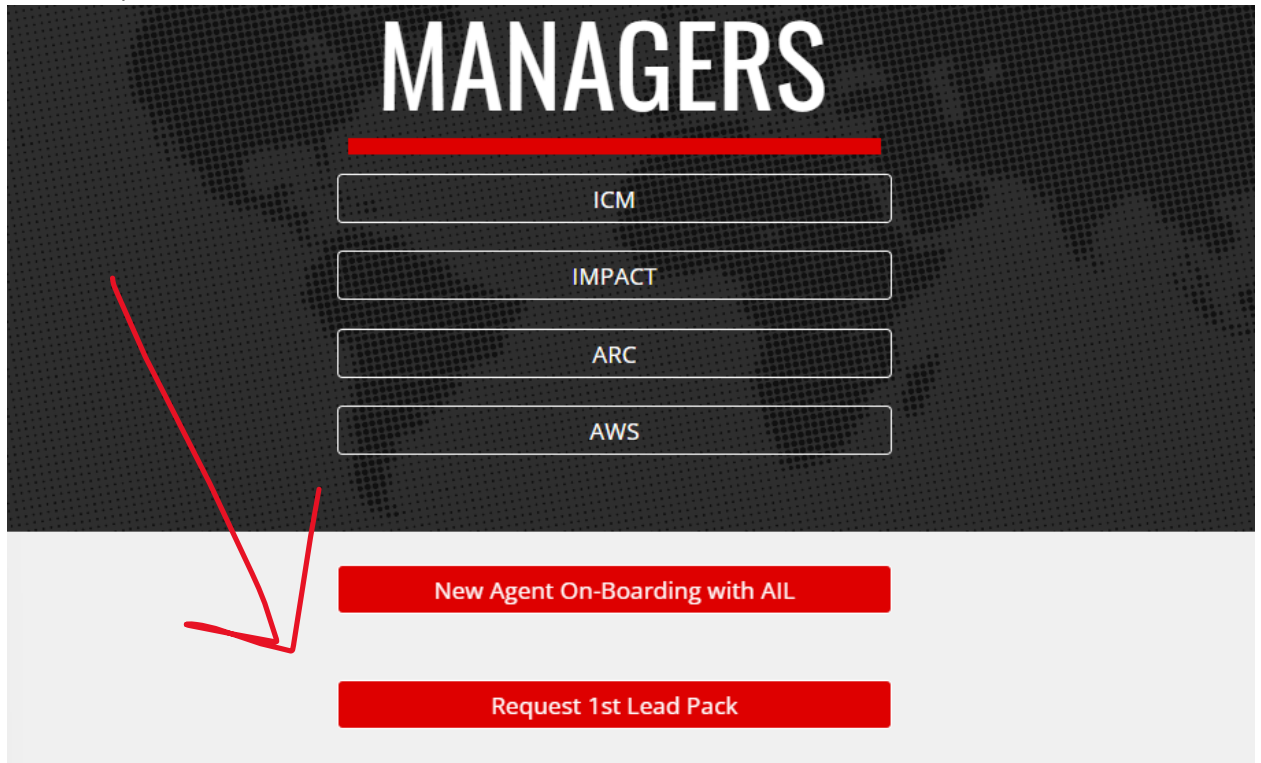 MANAGERS
ICM
IMPACT
ARC
AWS
New Agent On-Boarding with AIL
Request 1st Lead Pack